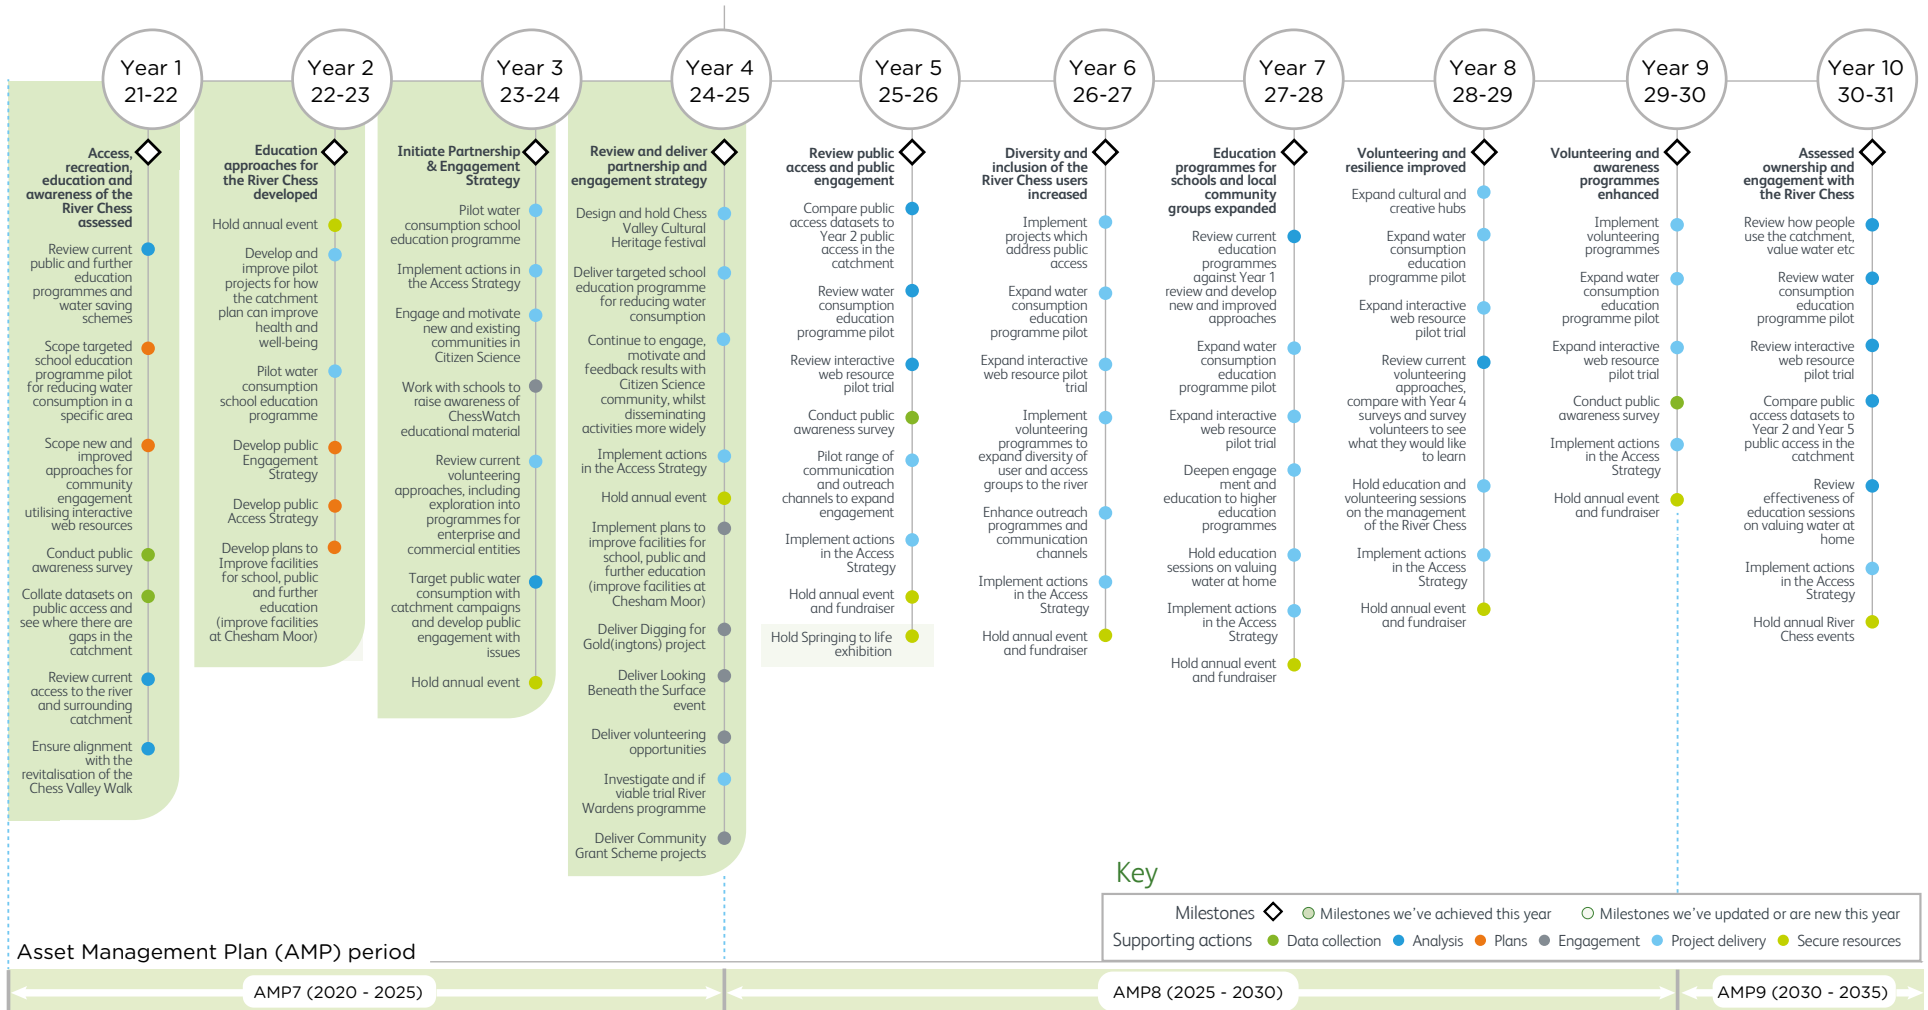 Year 1
21-22
Year 2
22-23
Year 3
23-24
Year 4
24-25
Year 5
25-26
Year 6
26-27
Year 7
27-28
Year 8
28-29
Year 9
29-30
Year 10
30-31
Access,
recreation,
education and
awareness of the
River Chess
assessed
Review current
public and further
education
programmes and
water saving
schemes
Scope targeted
school education
programme pilot
for reducing water
consumption in a
specific area
Scope new and
improved
approaches for
community
engagement
utilising interactive
web resources
Conduct public
awareness survey
Collate datasets on
public access and
see where there are
gaps in the
catchment
Review current
access to the river
and surrounding
catchment
Ensure alignment
with the
revitalisation of the
Chess Valley Walk
Education
approaches for
the River Chess
developed
Hold annual event
Develop and
improve pilot
projects for how
the catchment
plan can improve
health and
well-being
Pilot water
consumption
school education
programme
Develop public
Engagement
Strategy
Develop public
Access Strategy
Develop plans to
Improve facilities
for school, public
and further
education
(improve facilities
at Chesham Moor)
Initiate Partnership
& Engagement
Strategy
Pilot water
consumption school
education programme
Implement actions in
the Access Strategy
Engage and motivate
new and existing
communities in
Citizen Science
Work with schools to
raise awareness of
ChessWatch
educational material
Review current
volunteering
approaches, including
exploration into
programmes for
enterprise and
commercial entities
Target public water
consumption with
catchment campaigns
and develop public
engagement with
issues
Hold annual event
Review and deliver
partnership and
engagement strategy
Design and hold Chess
Valley Cultural
Heritage festival
Deliver targeted school
education programme
for reducing water
consumption
Continue to engage,
motivate and
feedback results with
Citizen Science
community, whilst
disseminating
activities more widely
Implement actions
in the Access Strategy
Hold annual event
Implement plans to
improve facilities for
school, public and
further education
(improve facilities at
Chesham Moor)
Deliver Digging for
Gold(ingtons) project
Deliver Looking
Beneath the Surface
event
Deliver volunteering
opportunities
Investigate and if
viable trial River
Wardens programme
Deliver Community
Grant Scheme projects
Review public
access and public
engagement
Compare public
access datasets to
Year 2 public
access in the
catchment
Review water
consumption
education
programme pilot
Review interactive
web resource
pilot trial
Conduct public
awareness survey
Pilot range of
communication
and outreach
channels to expand
engagement
Implement actions
in the Access
Strategy
Hold annual event
and fundraiser
Hold Springing to life
exhibition
Diversity and
inclusion of the
River Chess users
increased
Implement
projects which
address public
access
Expand water
consumption
education
programme pilot
Expand interactive
web resource pilot
trial
Implement
volunteering
programmes to
expand diversity of
user and access
groups to the river
Enhance outreach
programmes and
communication
channels
Implement actions
in the Access
Strategy
Hold annual event
and fundraiser
Education
programmes for
schools and local
community
groups expanded
Review current
education
programmes
against Year 1
review and develop
new and improved
approaches
Expand water
consumption
education
programme pilot
Expand interactive
web resource
pilot trial
Deepen engage
ment and
education to higher
education
programmes
Hold education
sessions on valuing
water at home
Implement actions
in the Access
Strategy
Hold annual event
and fundraiser
Volunteering and
resilience improved
Expand cultural and
creative hubs
Expand water
consumption
education
programme pilot
Expand interactive
web resource
pilot trial
Review current
volunteering
approaches,
compare with Year 4
surveys and survey
volunteers to see
what they would like
to learn
Hold education and
volunteering sessions
on the management
of the River Chess
Implement actions
in the Access
Strategy
Hold annual event
and fundraiser
Volunteering and
awareness
programmes
enhanced
Implement
volunteering
programmes
Expand water
consumption
education
programme pilot
Expand interactive
web resource
pilot trial
Conduct public
awareness survey
Implement actions
in the Access
Strategy
Hold annual event
and fundraiser
Assessed
ownership and
engagement with
the River Chess
Review how people
use the catchment,
value water etc
Review water
consumption
education
programme pilot
Review interactive
web resource
pilot trial
Compare public
access datasets to
Year 2 and Year 5
public access in the
catchment
Review
effectiveness of
education sessions
on valuing water at
home
Implement actions
in the Access
Strategy
Hold annual River
Chess events
Key
Milestones Milestones we've achieved this year Milestones we've updated or are new this year
Supporting actions Data collection Analysis Plans Engagement Project delivery Secure resources
Asset Management Plan (AMP) period
AMP7 (2020 - 2025)
AMP8 (2025 - 2030)
AMP9 (2030 - 2035)